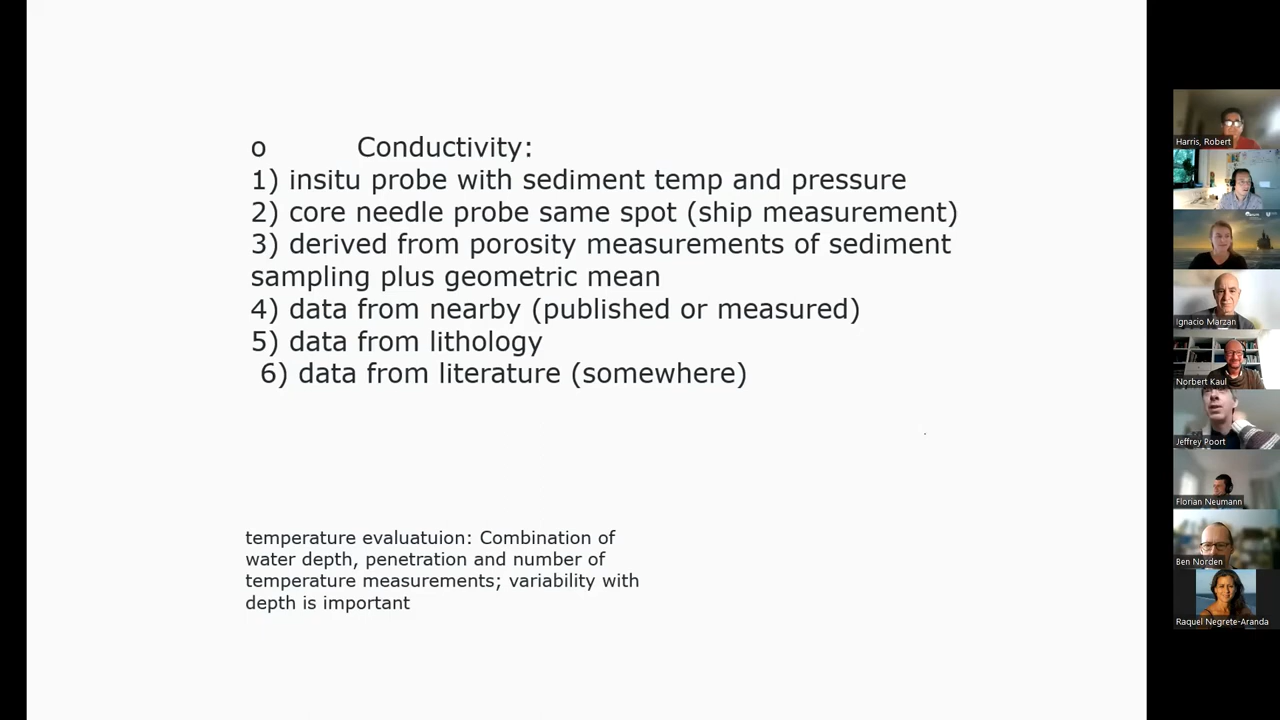 o Conductivity:
1) insitu probe with sediment temp and pressure
2) core needle probe same spot (ship measurement)
3) derived from porosity measurements of sediment
sampling plus geometric mean
4) data from nearby (published or measured)
5) data from lithology
6) data from literature (somewhere)
temperature evaluatuion: Combination of
water depth, penetration and number of
temperature measurements; variability with
depth is important
Harris, Robert
Ignacio Marzan
Norbert Kaul
Jeffrey Poort
Florian Neumann
Ben Norden
Raquel Negrete-Aranda